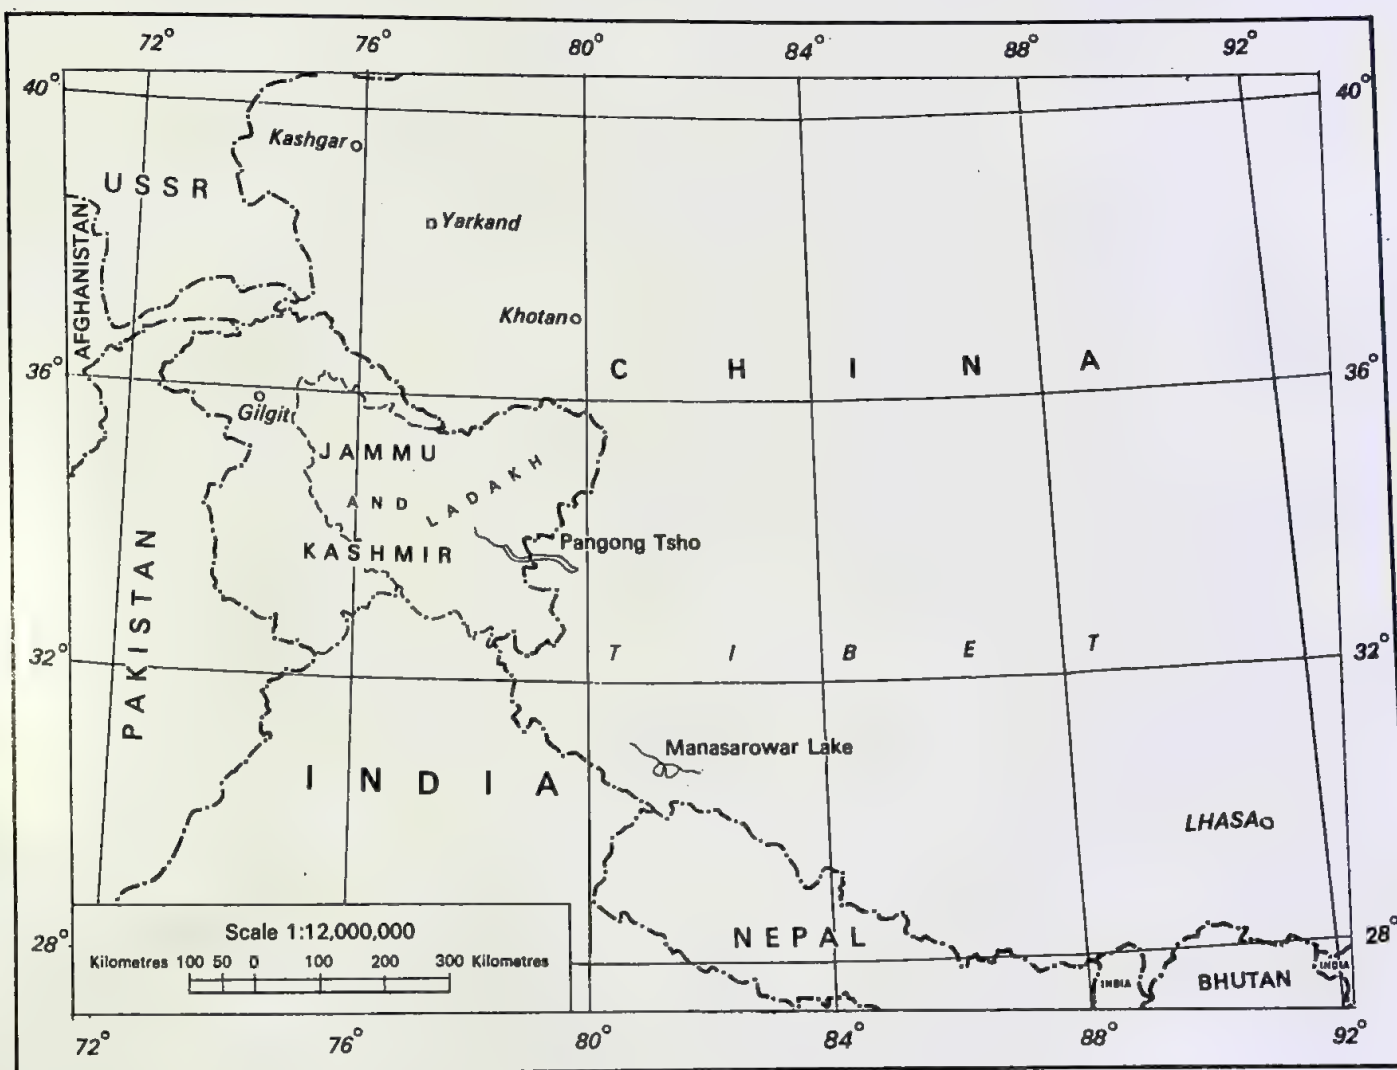 72° 76° 80° 84° 88° 92°
40° 40°
Kashgar
USSR
Yarkand
AFGHANISTAN
Khotan
36° CHINA 36°
Gilgit
JAMMU
AND LADAKH
KASHMIR
Pangong Tsho
PAKISTAN
32° TIBET 32°
Manasarowar Lake
INDIA
LHASA
Scale 1:12,000,000
28° NEPAL 28°
Kilometres 100 50 0 100 200 300 Kilometres
INDIA BHUTAN INDIA
72° 76° 80° 84° 88° 92°